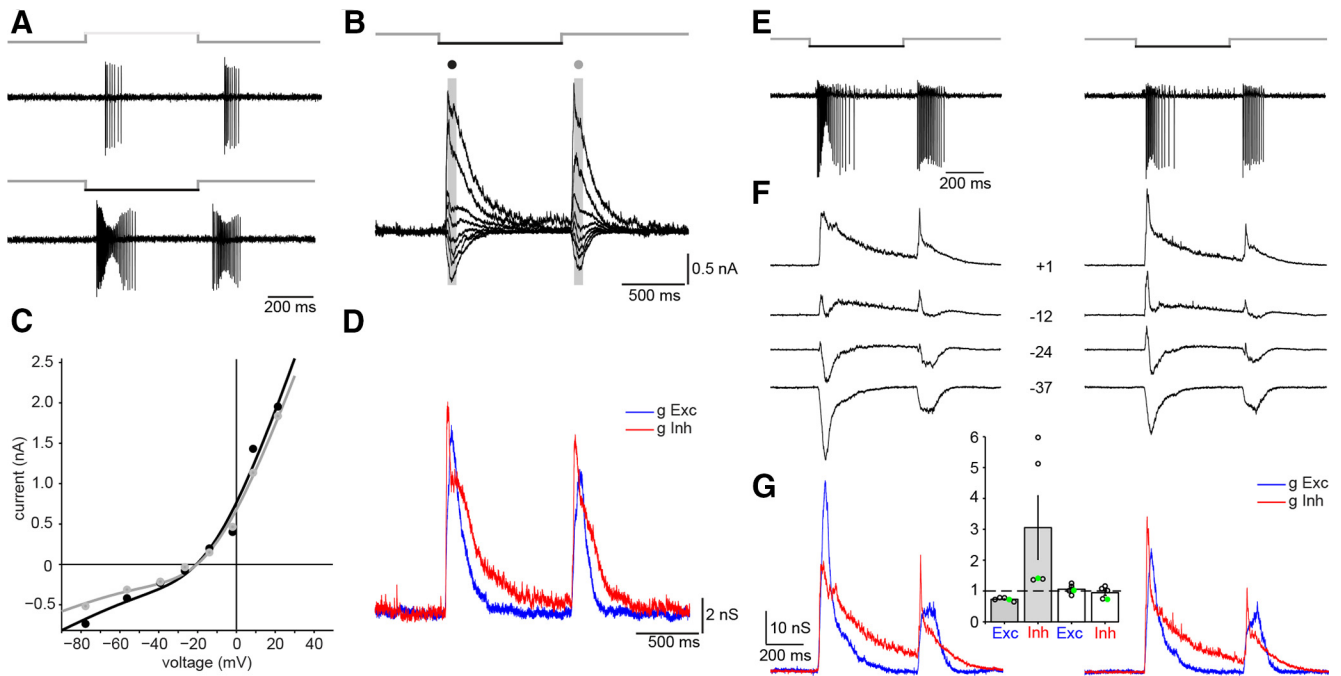 A
B
E
200 ms
0.5 nA
500 ms
200 ms
F
+1
-12
-24
-37
C
2.5
2.0
1.5
1.0
0.5
0
−0.5
current (nA)
−80 −60 −40 −20 0 20 40
voltage (mV)
D
g Exc
g Inh
2 nS
500 ms
G
10 nS
200 ms
6
5
4
3
2
1
0
Exc Inh Exc Inh
g Exc
g Inh